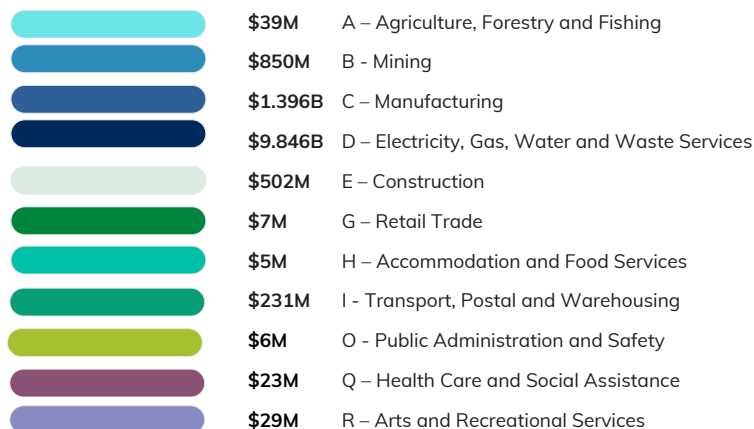 $39M A – Agriculture, Forestry and Fishing
$850M B - Mining
$1.396B C – Manufacturing
$9.846B D – Electricity, Gas, Water and Waste Services
$502M E – Construction
$7M G – Retail Trade
$5M H – Accommodation and Food Services
$231M I - Transport, Postal and Warehousing
$6M O - Public Administration and Safety
$23M Q – Health Care and Social Assistance
$29M R – Arts and Recreational Services